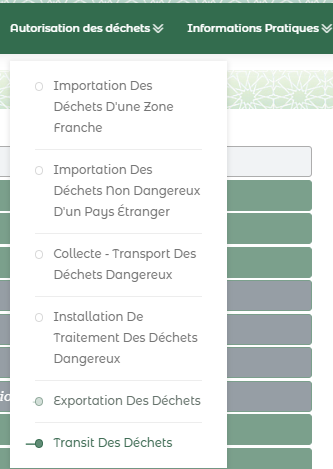 Autorisation des déchets
Informations Pratiques
Importation Des
Déchets D'une Zone
Franche
Importation Des
Déchets Non Dangereux
D'un Pays Étranger
Collecte - Transport Des
Déchets Dangereux
Installation De
Traitement Des Déchets
Dangereux
Exportation Des Déchets
Transit Des Déchets